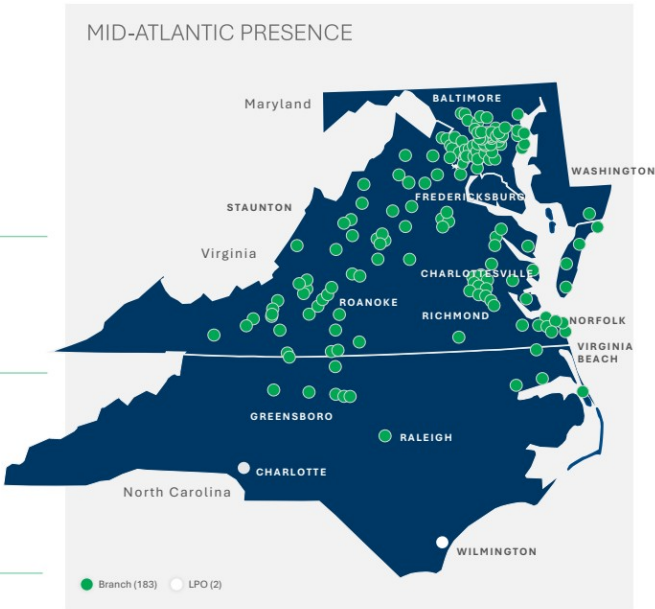 MID-ATLANTIC PRESENCE
BALTIMORE
Maryland
WASHINGTON
FREDERICKSBURG
STAUNTON
Virginia
CHARLOTTESVILLE
ROANOKE
RICHMOND
NORFOLK
VIRGINIA
BEACH
GREENSBORO
RALEIGH
CHARLOTTE
North Carolina
WILMINGTON
Branch (183) LPO (2)